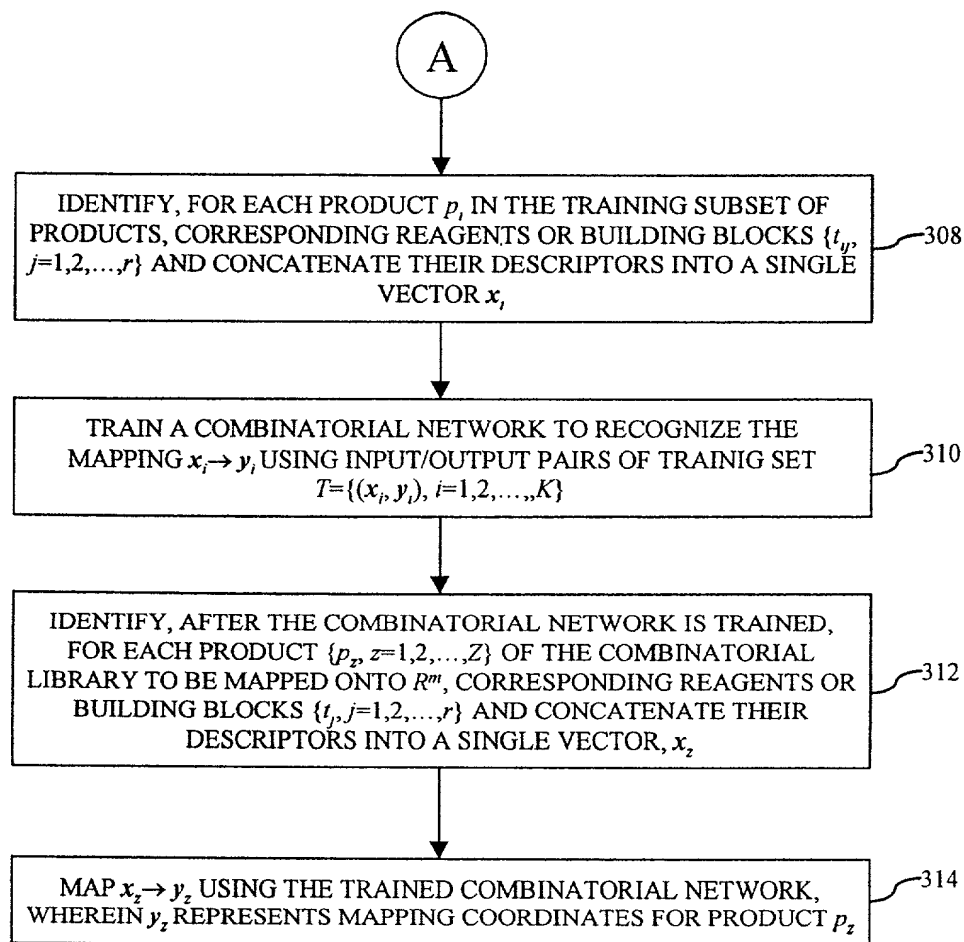 A
IDENTIFY, FOR EACH PRODUCT p_i IN THE TRAINING SUBSET OF
PRODUCTS, CORRESPONDING REAGENTS OR BUILDING BLOCKS {t_ij,
j=1,2,...,r} AND CONCATENATE THEIR DESCRIPTORS INTO A SINGLE
VECTOR x_i
308
TRAIN A COMBINATORIAL NETWORK TO RECOGNIZE THE
MAPPING x_i→ y_i USING INPUT/OUTPUT PAIRS OF TRAINIG SET
T={(x_i, y_i), i=1,2,...,,K}
310
IDENTIFY, AFTER THE COMBINATORIAL NETWORK IS TRAINED,
FOR EACH PRODUCT {p_z, z=1,2,...,Z} OF THE COMBINATORIAL
LIBRARY TO BE MAPPED ONTO R^m, CORRESPONDING REAGENTS OR
BUILDING BLOCKS {t_j, j=1,2,...,r} AND CONCATENATE THEIR
DESCRIPTORS INTO A SINGLE VECTOR, x_z
312
MAP x_z→ y_z USING THE TRAINED COMBINATORIAL NETWORK,
WHEREIN y_z REPRESENTS MAPPING COORDINATES FOR PRODUCT p_z
314